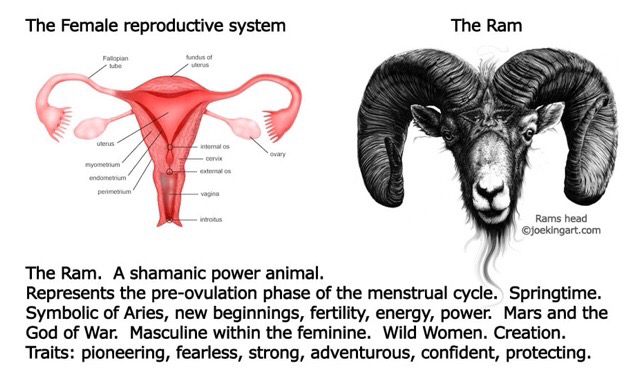 The Female reproductive system
The Ram
Fallopian
tube
fundus of
uterus
uterus
myometrium
endometrium
perimetrium
internal os
cervix
external os
vagina
introitus
ovary
Rams head
©joekingart.com
The Ram.  A shamanic power animal.
Represents the pre-ovulation phase of the menstrual cycle.  Springtime.
Symbolic of Aries, new beginnings, fertility, energy, power.  Mars and the
God of War.  Masculine within the feminine.  Wild Women. Creation.
Traits: pioneering, fearless, strong, adventurous, confident, protecting.